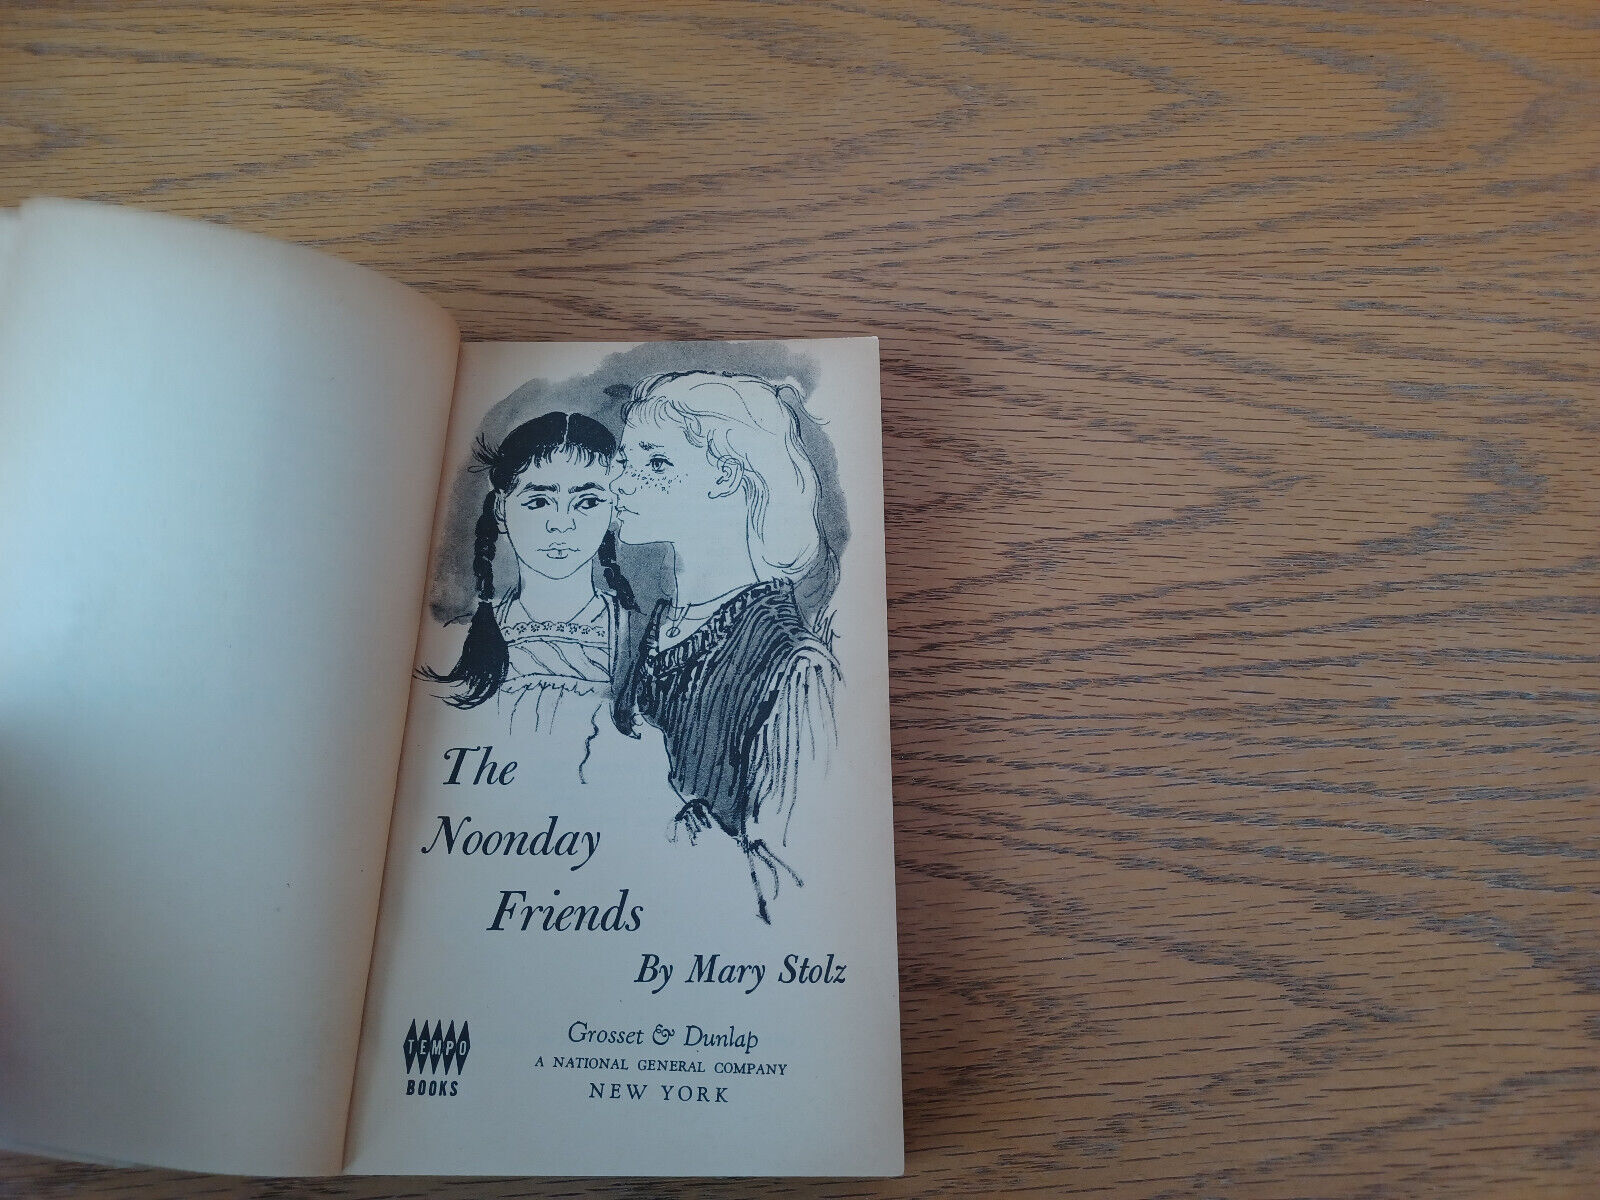 The
Noonday
Friends
By Mary Stolz
TEMPO
BOOKS
Grosset & Dunlap
A NATIONAL GENERAL COMPANY
NEW YORK